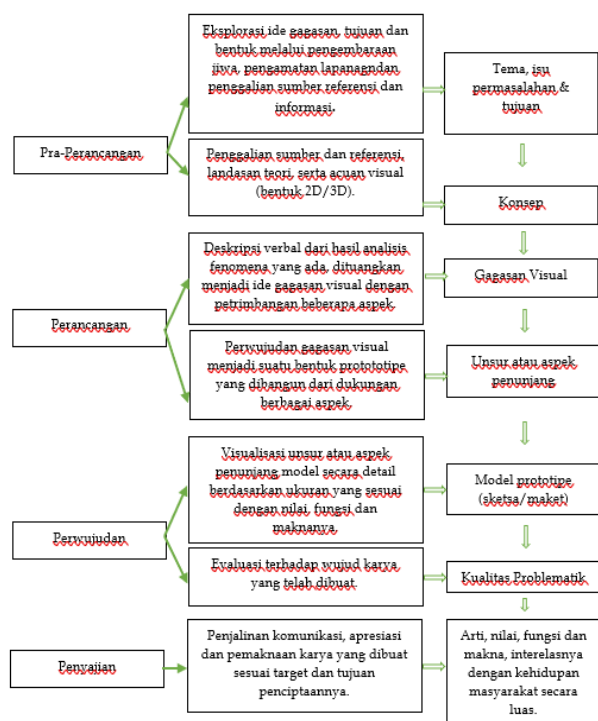 Eksplorasi ide gagasan, tujuan dan
bentuk melalui pengembaraan
jiwa, pengamatan lapanagndan
penggalian sumber referensi dan
informasi.
Tema, isu
permasalahan &
tujuan
Pra-Perancangan
Penggalian sumber dan referensi,
landasan teori, serta acuan visual
(bentuk 2D/3D).
Konsep
Deskripsi verbal dari hasil analisis
fenomena yang ada, dituangkan
menjadi ide gagasan visual dengan
petrimbangan beberapa aspek.
Gagasan Visual
Perancangan
Perwujudan gagasan visual
menjadi suatu bentuk protototipe
yang dibangun dari dukungan
berbagai aspek.
Unsur atau aspek
penunjang
Visualisasi unsur atau aspek
penunjang model secara detail
berdasarkan ukuran yang sesuai
dengan nilai, fungsi dan
maknanya.
Model prototipe
(sketsa/maket)
Perwujudan
Evaluasi terhadap wujud karya
yang telah dibuat.
Kualitas Problematik
Penyajian
Penjalinan komunikasi, apresiasi
dan pemaknaan karya yang dibuat
sesuai target dan tujuan
penciptaannya.
Arti, nilai, fungsi dan
makna, interelasnya
dengan kehidupan
masyarakat secara
luas.